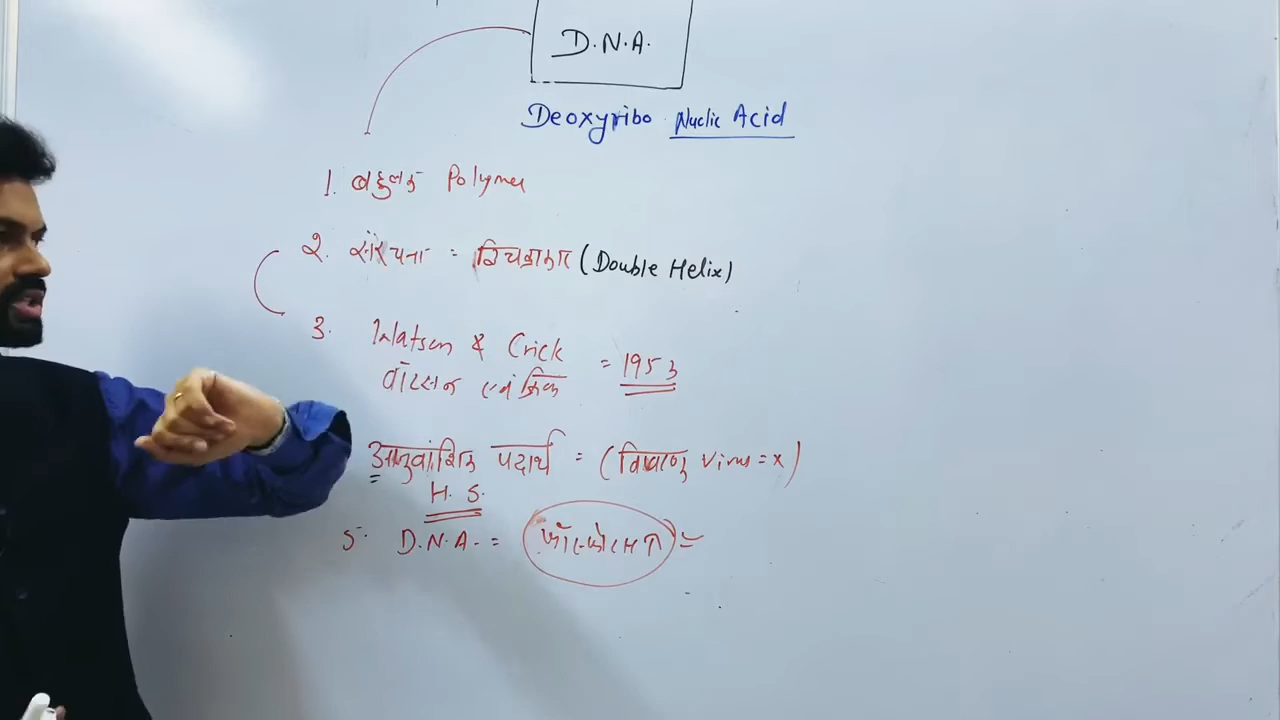 D.N.A.
Deoxyribo Nuclic Acid
1. बहुलक Polymer
2. संरचना = (Double Helix)
3. Watson & Crick = 1953
वॉटसन एवं क्रिक
आनुवांशिक पदार्थ = (विषाणु Virus = x)
H. S.
5. D.N.A. =